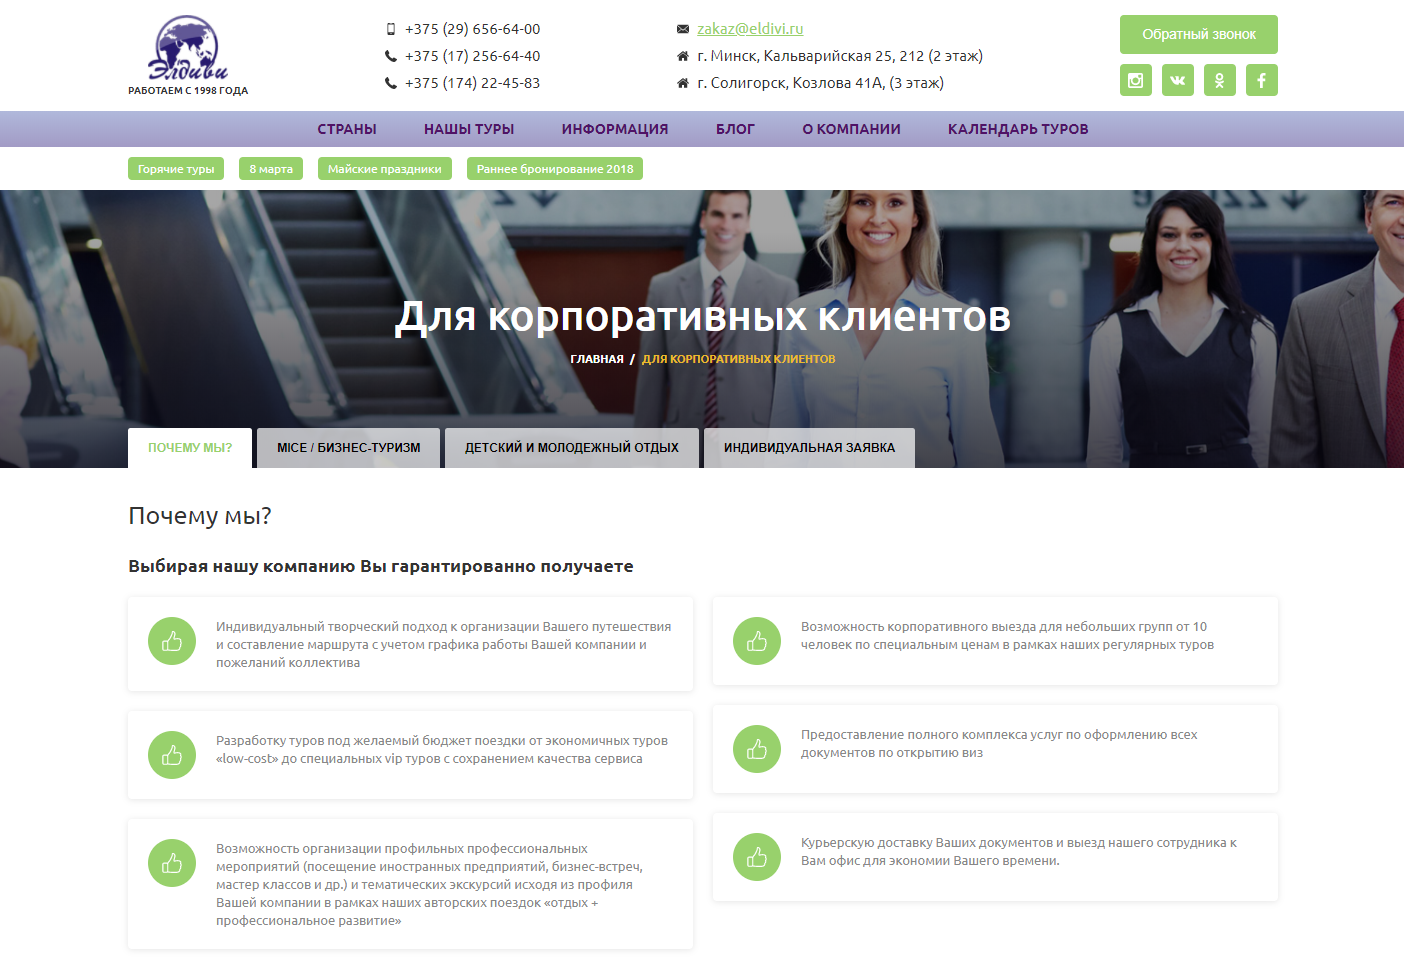 Элдиви
РАБОТАЕМ С 1998 ГОДА
+375 (29) 656-64-00
+375 (17) 256-64-40
+375 (174) 22-45-83
zakaz@eldivi.ru
г. Минск, Кальварийская 25, 212 (2 этаж)
г. Солигорск, Козлова 41А, (3 этаж)
Обратный звонок
СТРАНЫ НАШЫ ТУРЫ ИНФОРМАЦИЯ БЛОГ О КОМПАНИИ КАЛЕНДАРЬ ТУРОВ
Горячие туры 8 марта Майские праздники Раннее бронирование 2018
Для корпоративных клиентов
ГЛАВНАЯ / ДЛЯ КОРПОРАТИВНЫХ КЛИЕНТОВ
ПОЧЕМУ МЫ? MICE / БИЗНЕС-ТУРИЗМ ДЕТСКИЙ И МОЛОДЕЖНЫЙ ОТДЫХ ИНДИВИДУАЛЬНАЯ ЗАЯВКА
Почему мы?
Выбирая нашу компанию Вы гарантированно получаете
Индивидуальный творческий подход к организации Вашего путешествия
и составление маршрута с учетом графика работы Вашей компании и
пожеланий коллектива
Разработку туров под желаемый бюджет поездки от экономичных туров
«low-cost» до специальных vip туров с сохранением качества сервиса
Возможность организации профильных профессиональных
мероприятий (посещение иностранных предприятий, бизнес-встреч,
мастер классов и др.) и тематических экскурсий исходя из профиля
Вашей компании в рамках наших авторских поездок «отдых +
профессиональное развитие»
Возможность корпоративного выезда для небольших групп от 10
человек по специальным ценам в рамках наших регулярных туров
Предоставление полного комплекса услуг по оформлению всех
документов по открытию виз
Курьерскую доставку Ваших документов и выезд нашего сотрудника к
Вам офис для экономии Вашего времени.